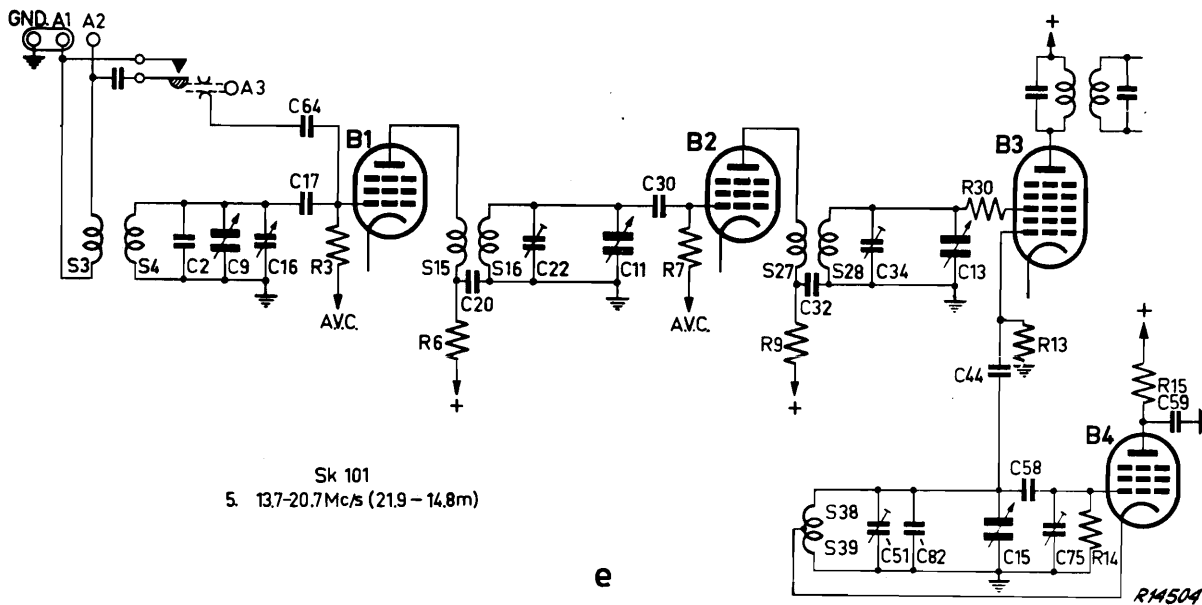 GND. A1 A2
A3
C64
B1
B2
B3
C17
C30
R30
S3
S4
C2
C9
C16
R3
S15
S16
C22
C11
R7
S27
S28
C34
C13
C20
C32
A.V.C.
A.V.C.
R6
R9
R13
C44
+
+
+
+
R15
C59
B4
C58
Sk 101
5. 13.7-20.7 Mc/s (21.9 - 14.8m)
S38
S39
C51
C82
C15
C75
R14
e
R14504